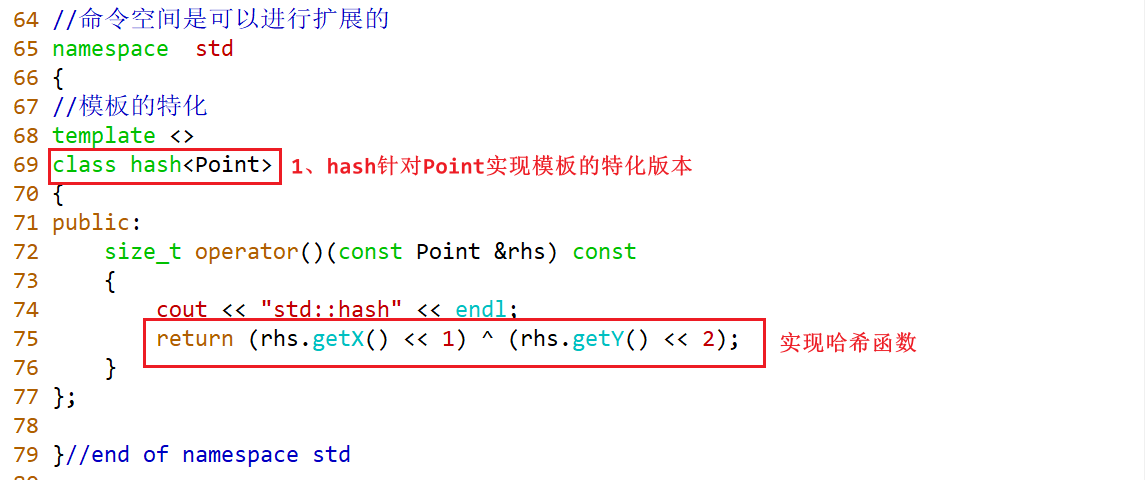 64 //命令空间是可以进行扩展的
65 namespace  std
66 {
67 //模板的特化
68 template <>
69 class hash<Point> 1、hash针对Point实现模板的特化版本
70 {
71 public:
72     size_t operator()(const Point &rhs) const
73     {
74         cout << "std::hash" << endl;
75         return (rhs.getX() << 1) ^ (rhs.getY() << 2); 实现哈希函数
76     }
77 };
78
79 }//end of namespace std